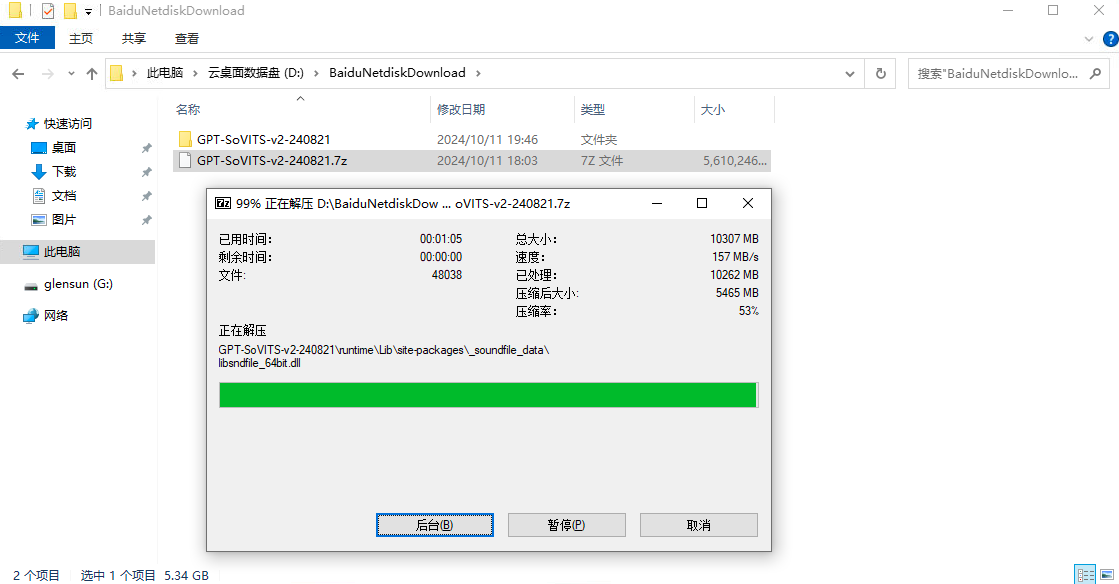 BaiduNetdiskDownload
文件 主页 共享 查看
此电脑 › 云桌面数据盘 (D:) › BaiduNetdiskDownload ›
搜索"BaiduNetdiskDownlo...
名称 修改日期 类型 大小
快速访问
GPT-SoVITS-v2-240821 2024/10/11 19:46 文件夹
桌面
GPT-SoVITS-v2-240821.7z 2024/10/11 18:03 7Z 文件 5,610,246...
下载
文档
图片
此电脑
glensun (G:)
网络
7z 99% 正在解压 D:\BaiduNetdiskDow ... oVITS-v2-240821.7z
已用时间: 00:01:05 总大小: 10307 MB
剩余时间: 00:00:00 速度: 157 MB/s
文件: 48038 已处理: 10262 MB
压缩后大小: 5465 MB
压缩率: 53%
正在解压
GPT-SoVITS-v2-240821\runtime\Lib\site-packages\_soundfile_data\
libsndfile_64bit.dll
后台(B) 暂停(P) 取消
2 个项目 选中 1 个项目 5.34 GB